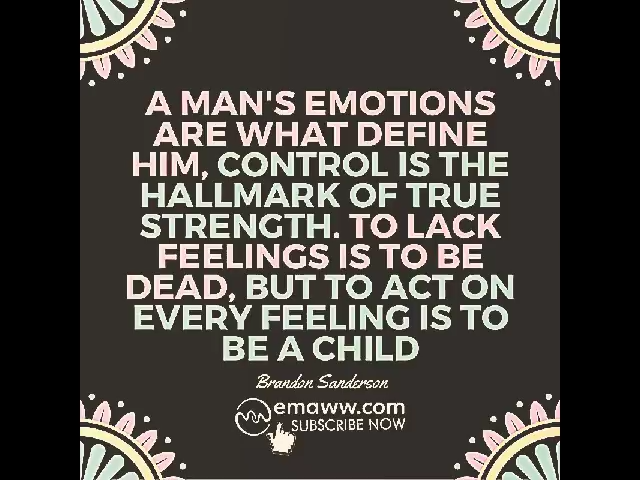 A MAN'S EMOTIONS
ARE WHAT DEFINE
HIM, CONTROL IS THE
HALLMARK OF TRUE
STRENGTH. TO LACK
FEELINGS IS TO BE
DEAD, BUT TO ACT ON
EVERY FEELING IS TO
BE A CHILD
Brandon Sanderson
emaww.com
SUBSCRIBE NOW